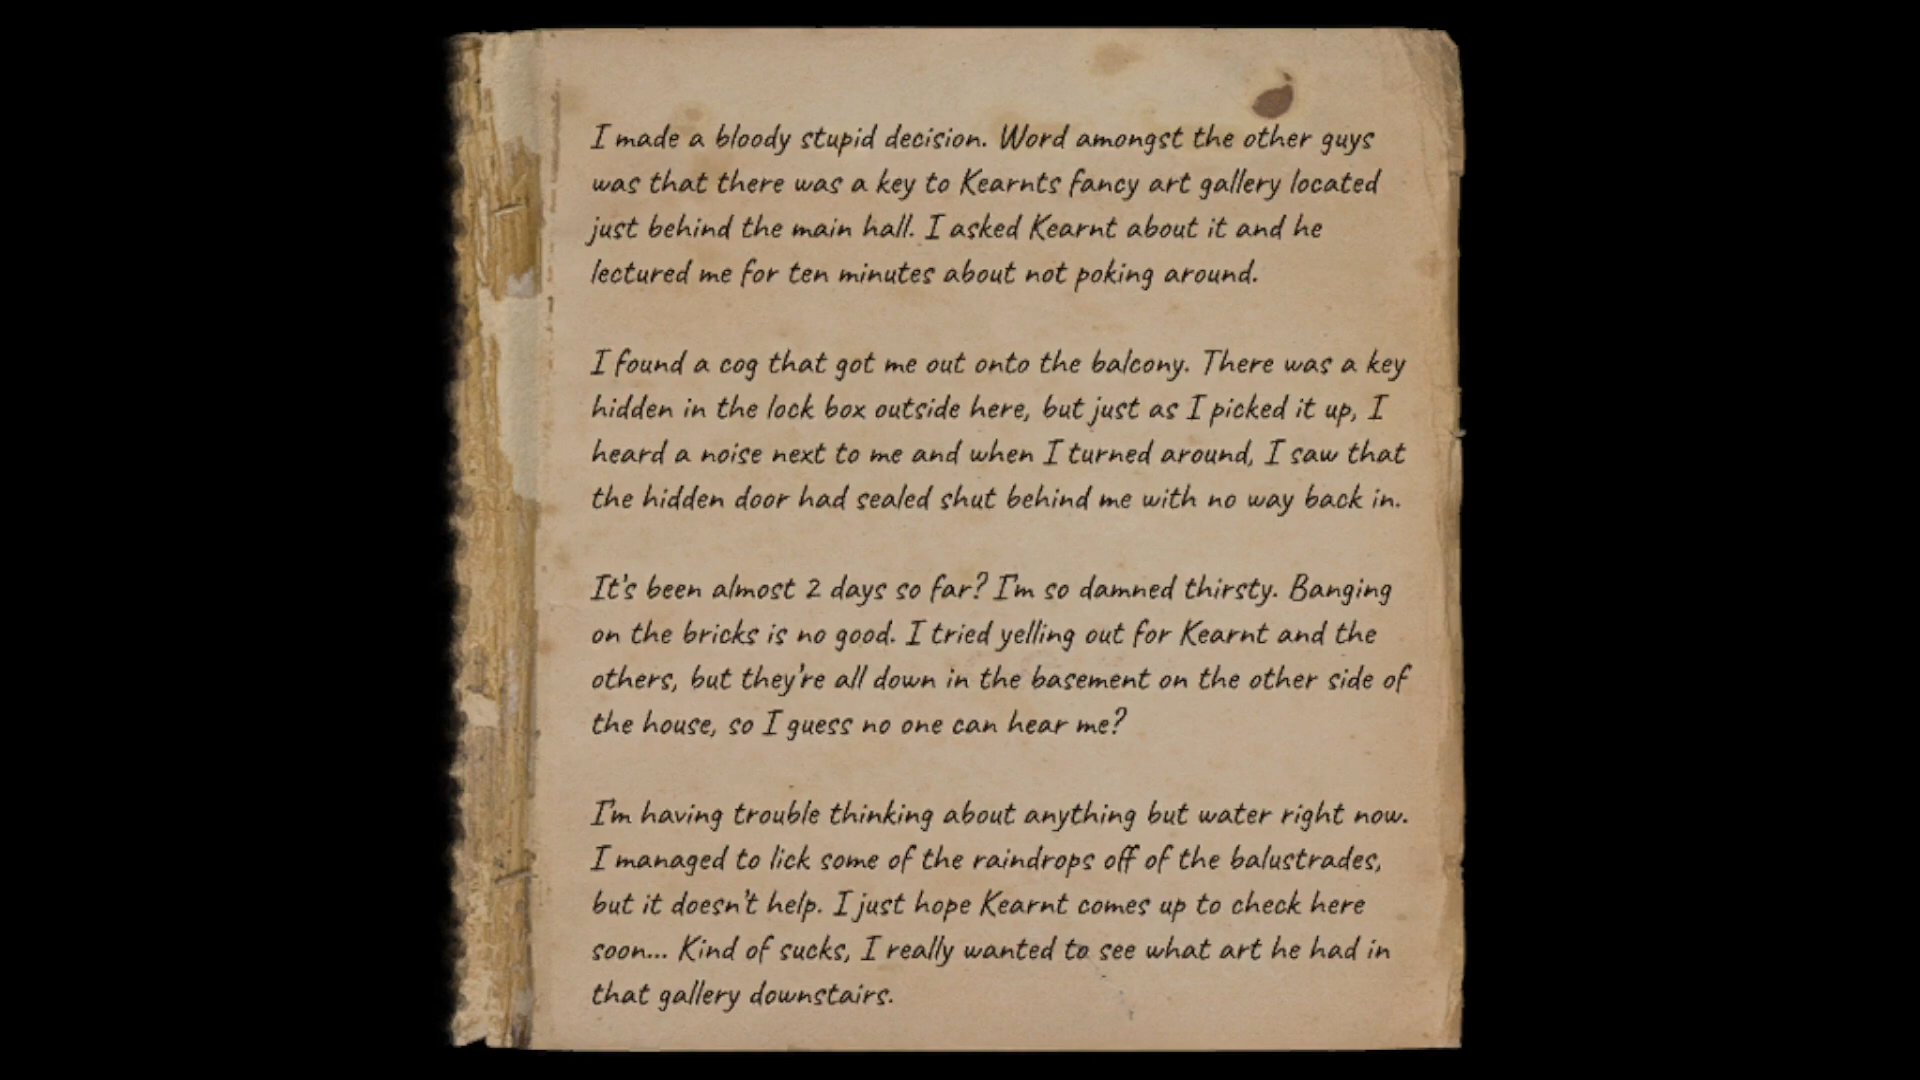 I made a bloody stupid decision. Word amongst the other guys
was that there was a key to Kearnts fancy art gallery located
just behind the main hall. I asked Kearnt about it and he
lectured me for ten minutes about not poking around.
I found a cog that got me out onto the balcony. There was a key
hidden in the lock box outside here, but just as I picked it up, I
heard a noise next to me and when I turned around, I saw that
the hidden door had sealed shut behind me with no way back in.
It's been almost 2 days so far? I'm so damned thirsty. Banging
on the bricks is no good. I tried yelling out for Kearnt and the
others, but they're all down in the basement on the other side of
the house, so I guess no one can hear me?
I'm having trouble thinking about anything but water right now.
I managed to lick some of the raindrops off of the balustrades,
but it doesn't help. I just hope Kearnt comes up to check here
soon... Kind of sucks, I really wanted to see what art he had in
that gallery downstairs.